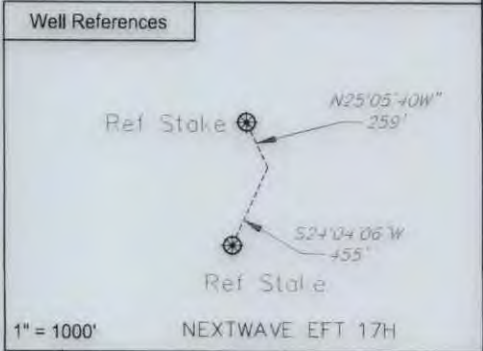 Well References
N25°05'40W"
259'
Ref Stake
S24°04'06"W
455'
Ref Stake
1" = 1000'
NEXTWAVE EFT 17H